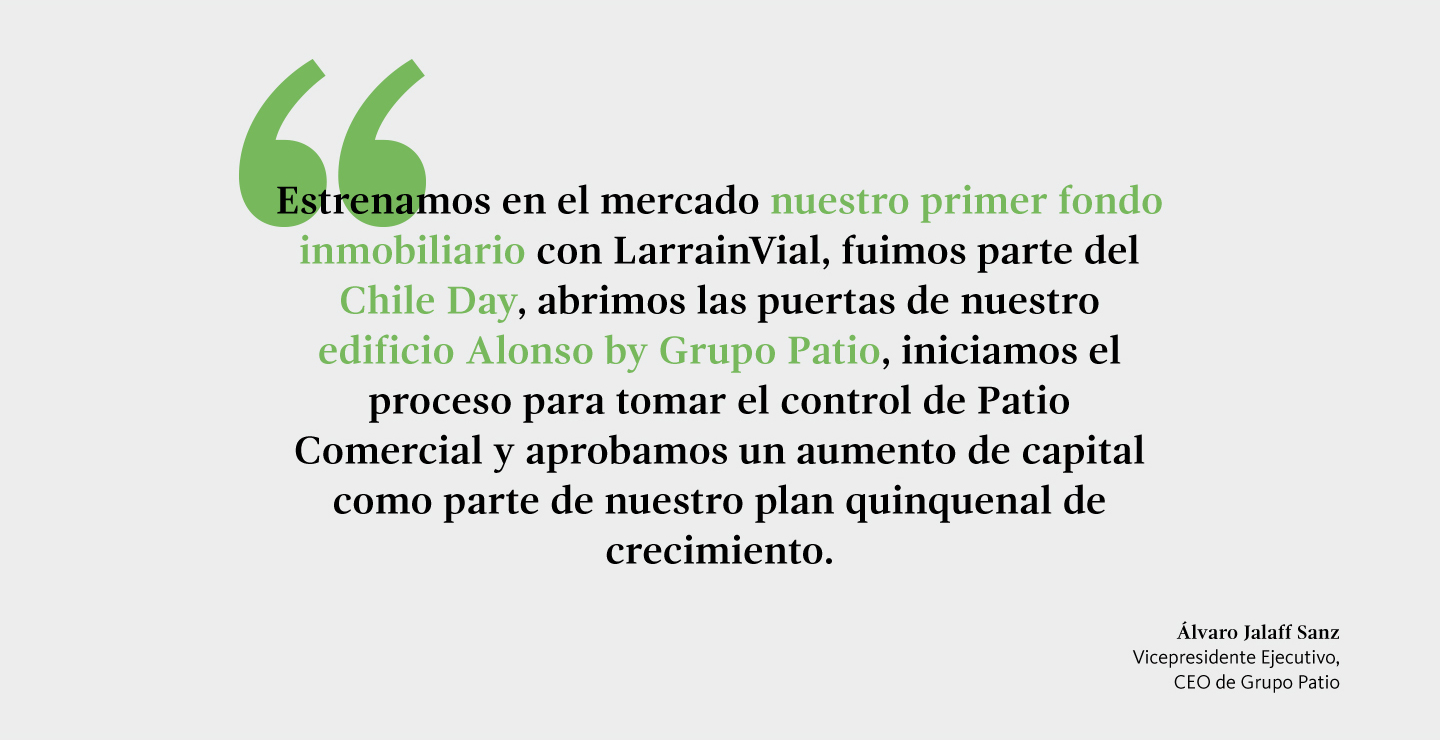 “
Estrenamos en el mercado nuestro primer fondo
inmobiliario con LarrainVial, fuimos parte del
Chile Day, abrimos las puertas de nuestro
edificio Alonso by Grupo Patio, iniciamos el
proceso para tomar el control de Patio
Comercial y aprobamos un aumento de capital
como parte de nuestro plan quinquenal de
crecimiento.
Álvaro Jalaff Sanz
Vicepresidente Ejecutivo,
CEO de Grupo Patio